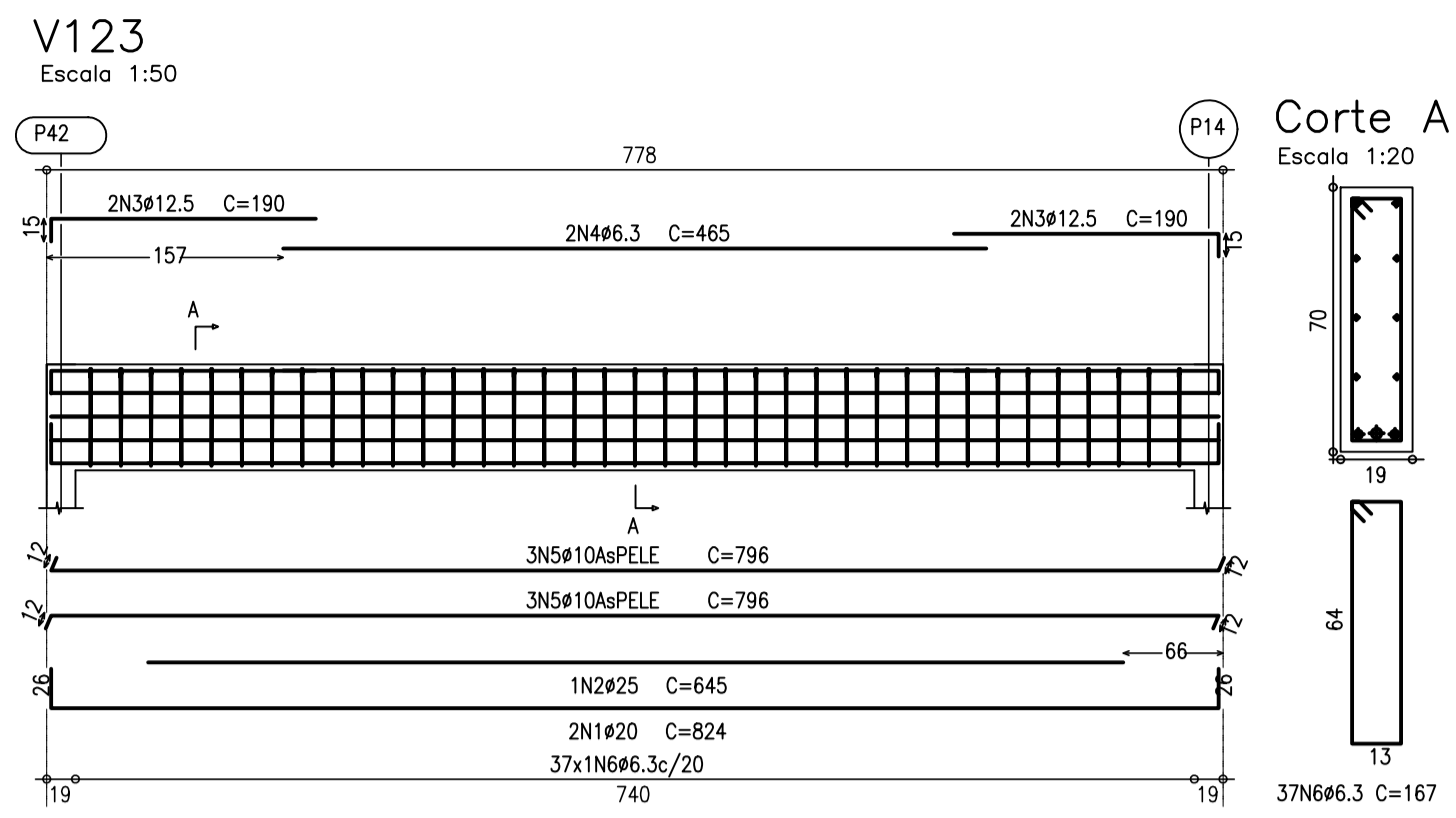 V123
Escala 1:50
P42
P14
778
2N3ø12.5 C=190
15
2N4ø6.3 C=465
2N3ø12.5 C=190
15
157
A
A
12
3N5ø10AsPELE C=796
12
12
3N5ø10AsPELE C=796
12
66
26
1N2ø25 C=645
26
2N1ø20 C=824
37x1N6ø6.3c/20
19
740
19
Corte A
Escala 1:20
70
19
64
13
37N6ø6.3 C=167